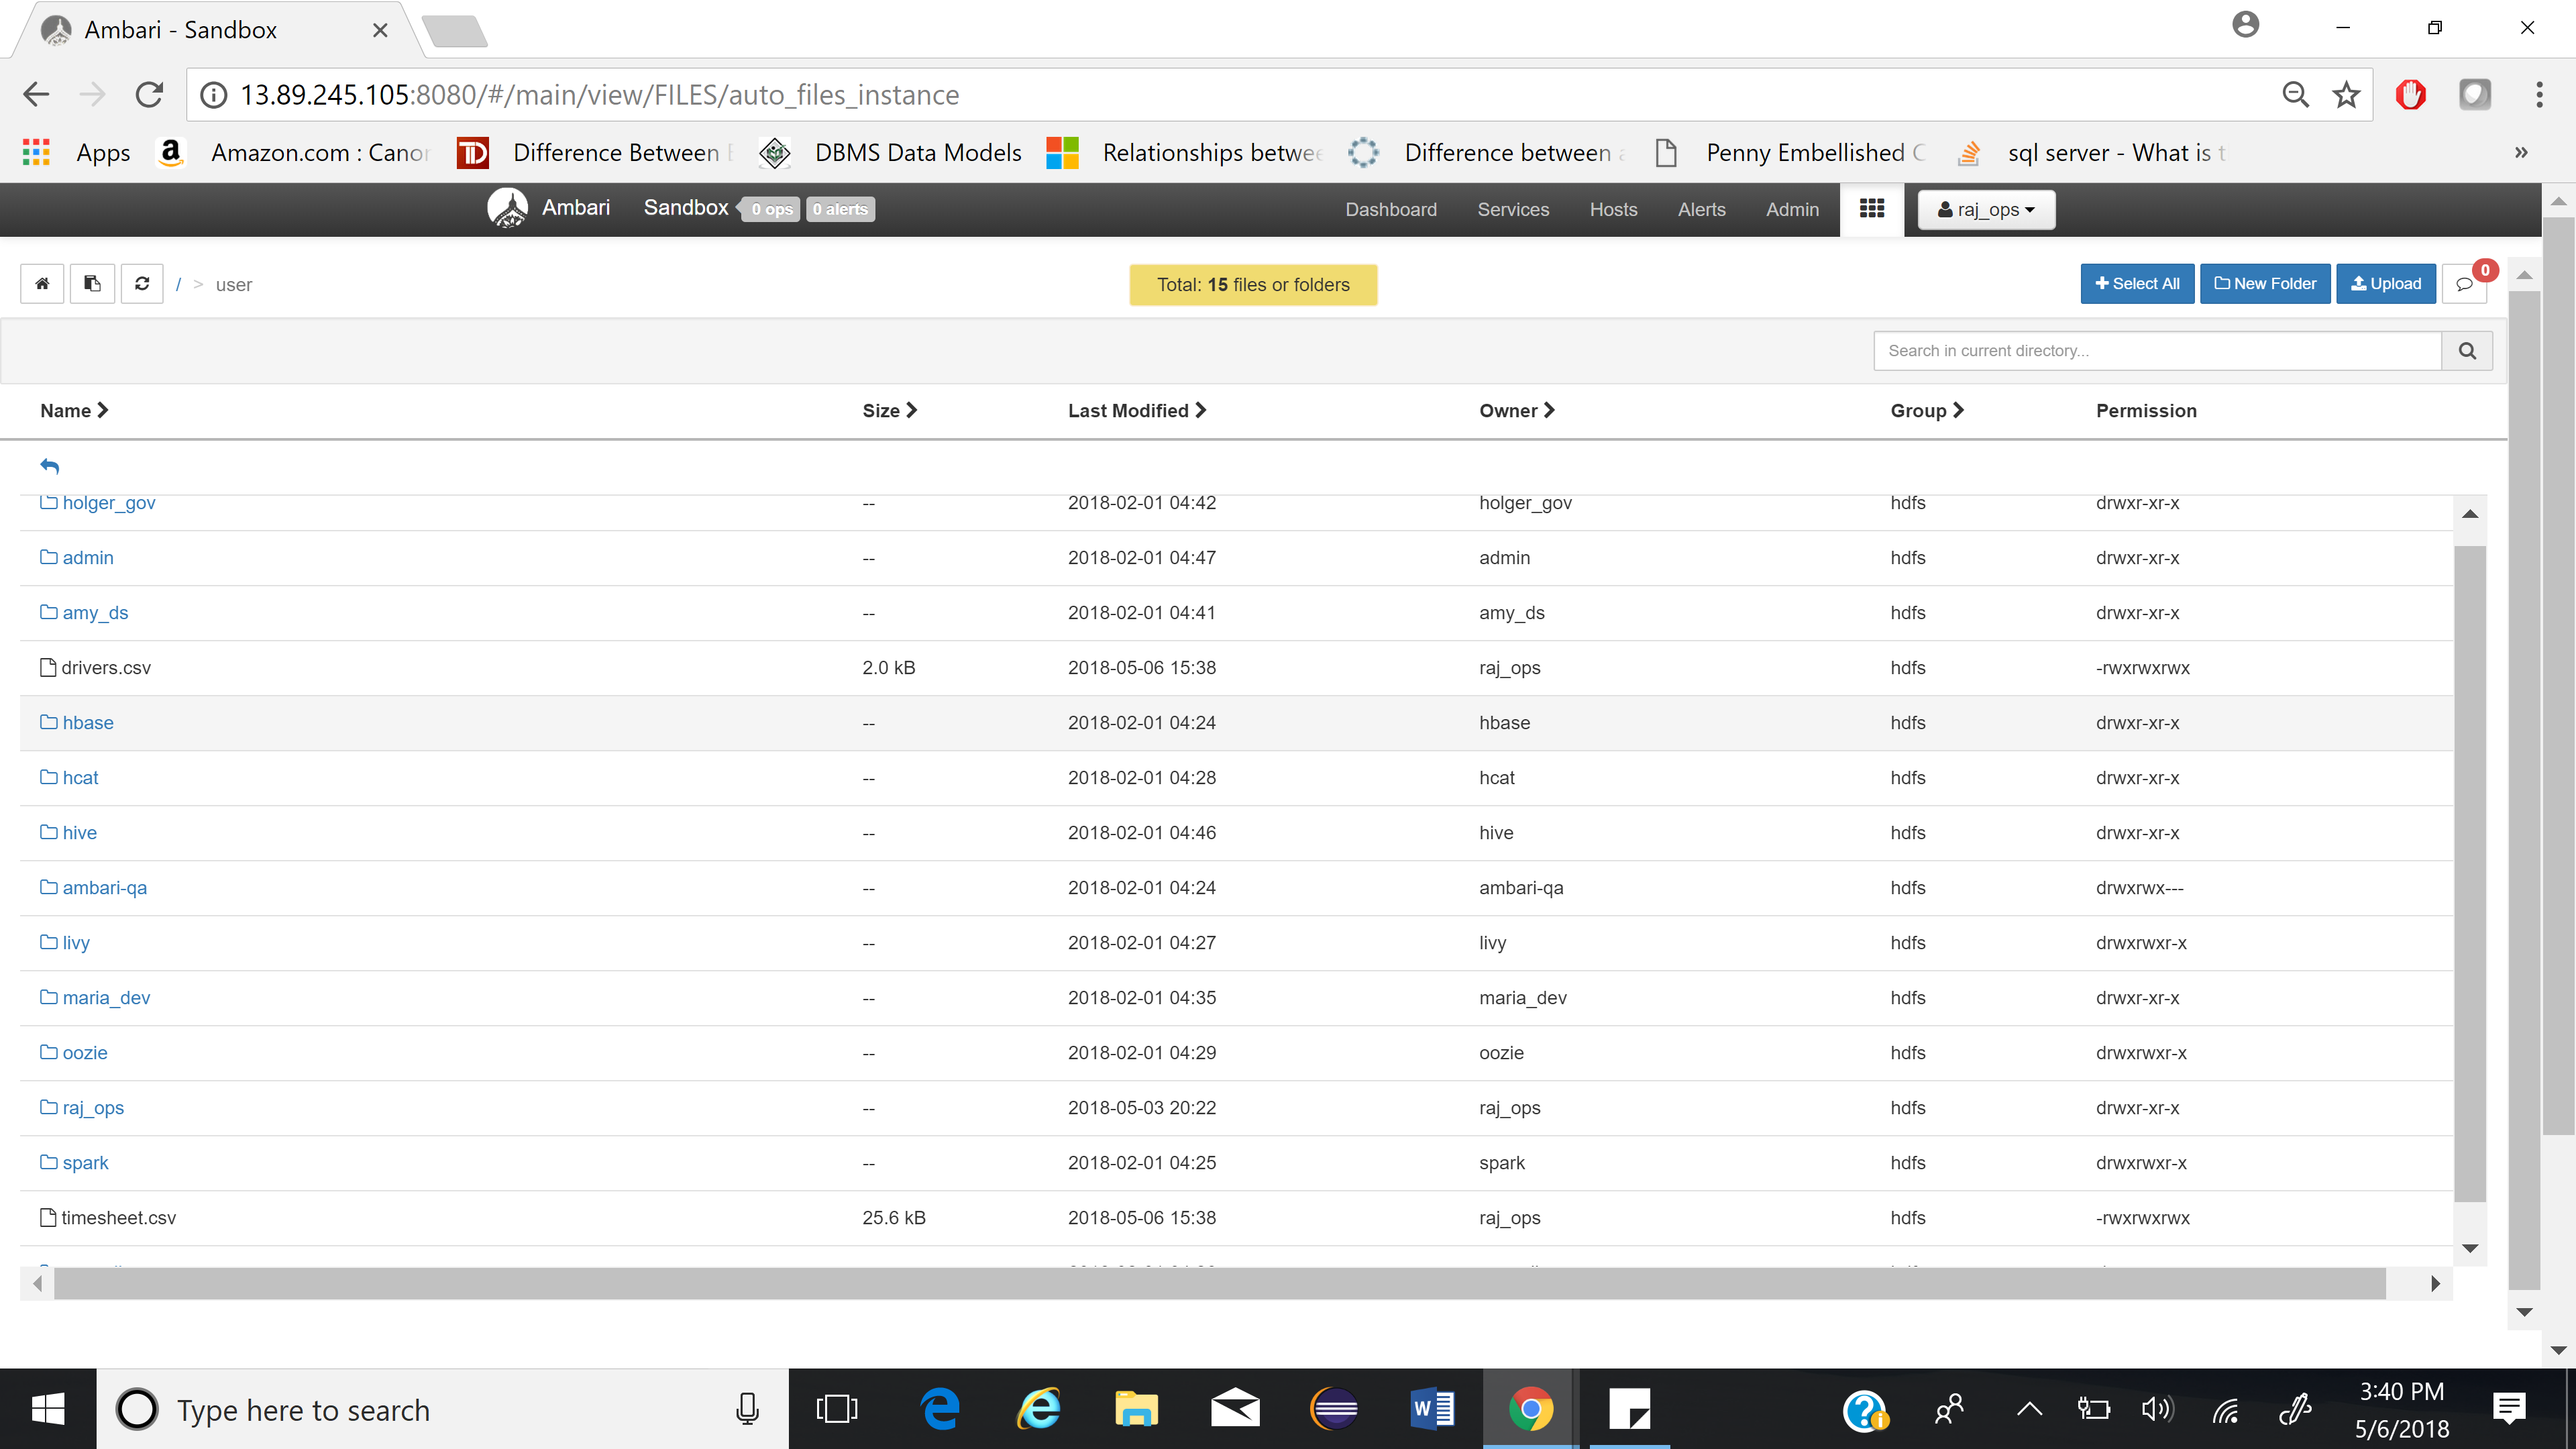 Ambari - Sandbox
13.89.245.105:8080/#/main/view/FILES/auto_files_instance
Apps Amazon.com : Canon Difference Between DBMS Data Models Relationships between Difference between a Penny Embellished sql server - What is t »
Ambari Sandbox 0 ops 0 alerts Dashboard Services Hosts Alerts Admin raj_ops
/ > user Total: 15 files or folders Select All New Folder Upload 0
Search in current directory...
Name Size Last Modified Owner Group Permission
holger_gov -- 2018-02-01 04:42 holger_gov hdfs drwxr-xr-x
admin -- 2018-02-01 04:47 admin hdfs drwxr-xr-x
amy_ds -- 2018-02-01 04:41 amy_ds hdfs drwxr-xr-x
drivers.csv 2.0 kB 2018-05-06 15:38 raj_ops hdfs -rwxrwxrwx
hbase -- 2018-02-01 04:24 hbase hdfs drwxr-xr-x
hcat -- 2018-02-01 04:28 hcat hdfs drwxr-xr-x
hive -- 2018-02-01 04:46 hive hdfs drwxr-xr-x
ambari-qa -- 2018-02-01 04:24 ambari-qa hdfs drwxrwx---
livy -- 2018-02-01 04:27 livy hdfs drwxrwxr-x
maria_dev -- 2018-02-01 04:35 maria_dev hdfs drwxr-xr-x
oozie -- 2018-02-01 04:29 oozie hdfs drwxrwxr-x
raj_ops -- 2018-05-03 20:22 raj_ops hdfs drwxr-xr-x
spark -- 2018-02-01 04:25 spark hdfs drwxrwxr-x
timesheet.csv 25.6 kB 2018-05-06 15:38 raj_ops hdfs -rwxrwxrwx
Type here to search
3:40 PM
5/6/2018